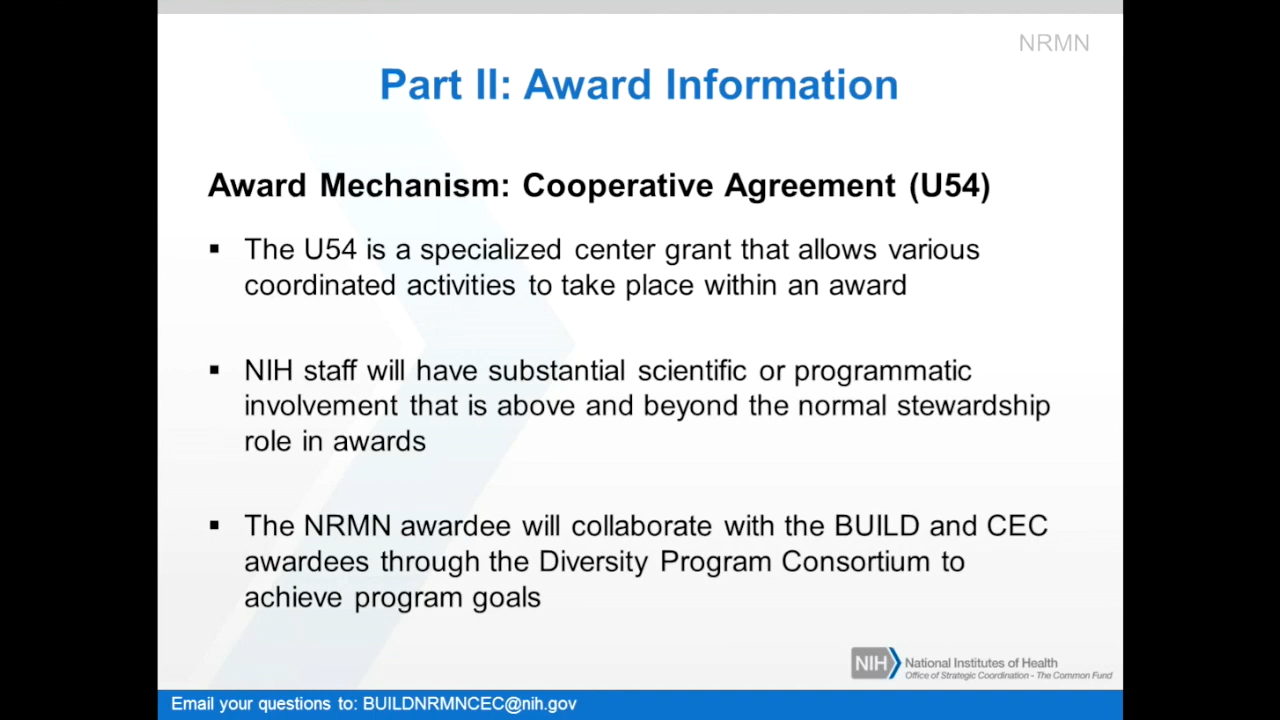 NRMN
Part II: Award Information
Award Mechanism: Cooperative Agreement (U54)
▪ The U54 is a specialized center grant that allows various
coordinated activities to take place within an award
▪ NIH staff will have substantial scientific or programmatic
involvement that is above and beyond the normal stewardship
role in awards
▪ The NRMN awardee will collaborate with the BUILD and CEC
awardees through the Diversity Program Consortium to
achieve program goals
NIH National Institutes of Health
Office of Strategic Coordination - The Common Fund
Email your questions to: BUILDNRMNCEC@nih.gov